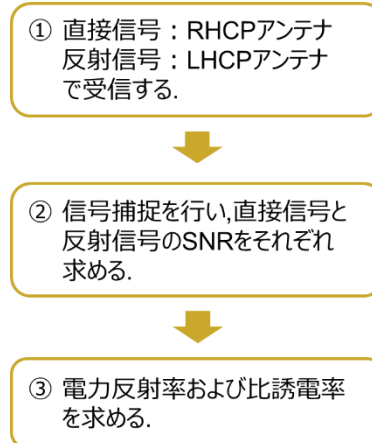 ① 直接信号：RHCPアンテナ
反射信号：LHCPアンテナ
で受信する.
② 信号捕捉を行い,直接信号と
反射信号のSNRをそれぞれ
求める.
③ 電力反射率および比誘電率
を求める.